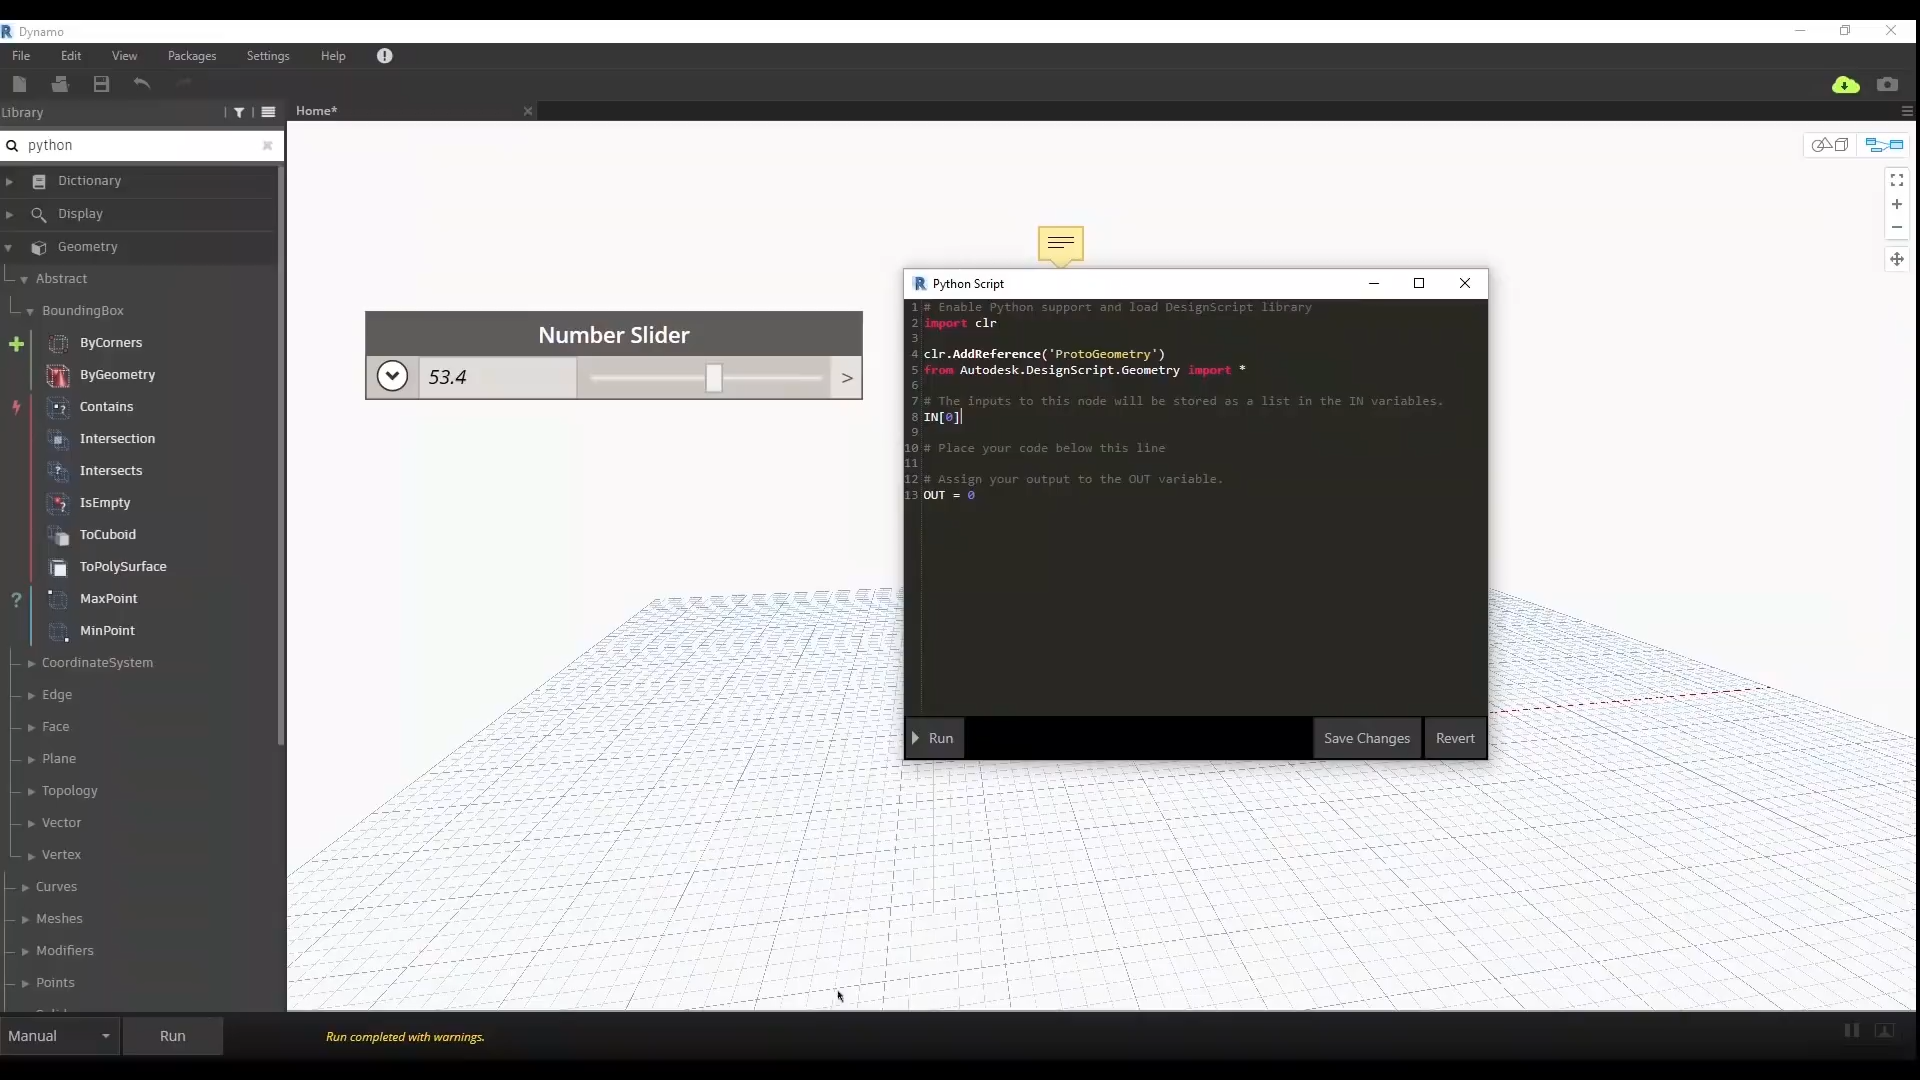 Dynamo
File Edit View Packages Settings Help
Library
Home*
python
Dictionary
Display
Geometry
Abstract
BoundingBox
ByCorners
ByGeometry
Contains
Intersection
Intersects
IsEmpty
ToCuboid
ToPolySurface
MaxPoint
MinPoint
CoordinateSystem
Edge
Face
Plane
Topology
Vector
Vertex
Curves
Meshes
Modifiers
Points
Number Slider
53.4 >
Python Script
1 # Enable Python support and load DesignScript library
2 import clr
3
4 clr.AddReference('ProtoGeometry')
5 from Autodesk.DesignScript.Geometry import *
6
7 # The inputs to this node will be stored as a list in the IN variables.
8 IN[0]
9
10 # Place your code below this line
11
12 # Assign your output to the OUT variable.
13 OUT = 0
Run Save Changes Revert
Manual Run Run completed with warnings.